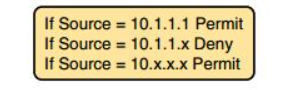 If Source = 10.1.1.1 Permit
If Source = 10.1.1.x Deny
If Source = 10.x.x.x Permit